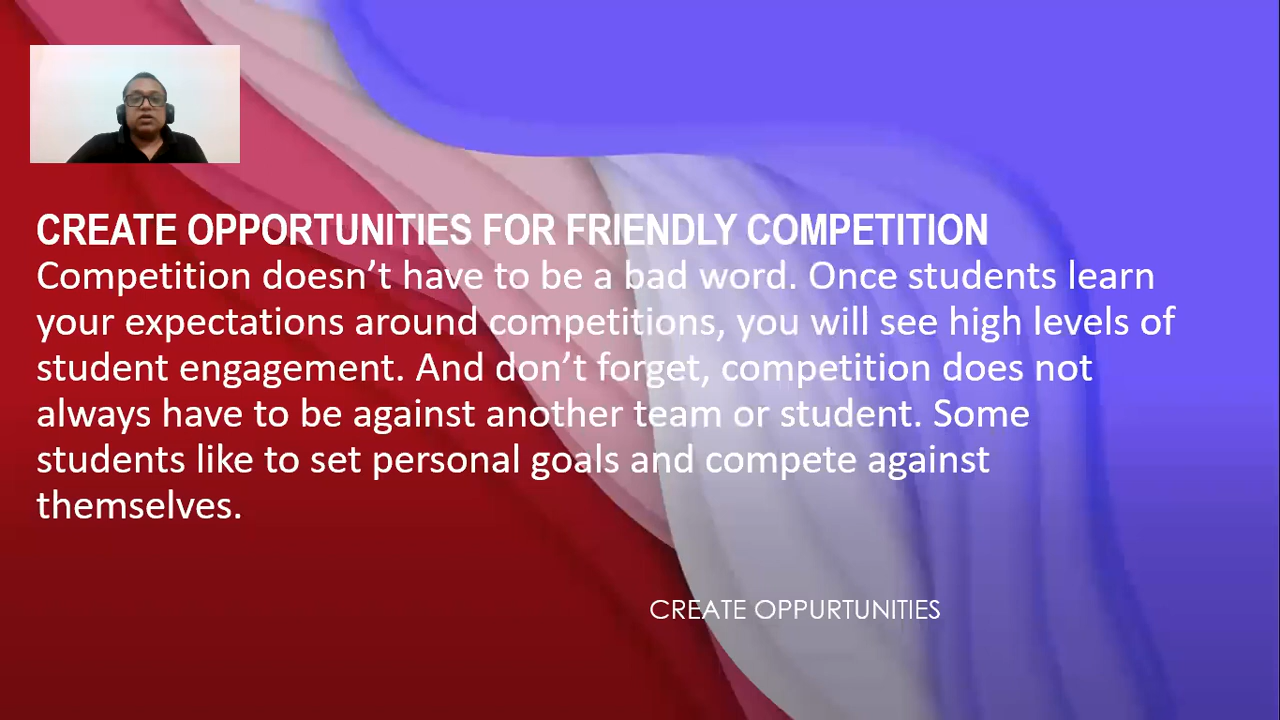 CREATE OPPORTUNITIES FOR FRIENDLY COMPETITION
Competition doesn’t have to be a bad word. Once students learn
your expectations around competitions, you will see high levels of
student engagement. And don’t forget, competition does not
always have to be against another team or student. Some
students like to set personal goals and compete against
themselves.
CREATE OPPURTUNITIES